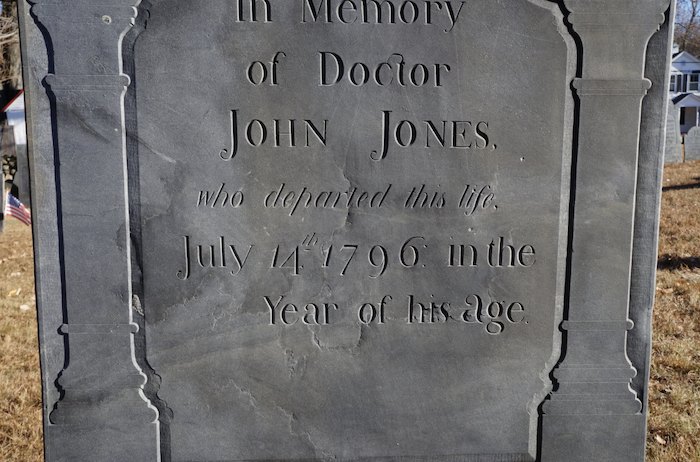 In Memory
of Doctor
JOHN JONES,
who departed this life,
July 14th 1796: in the
Year of his age.